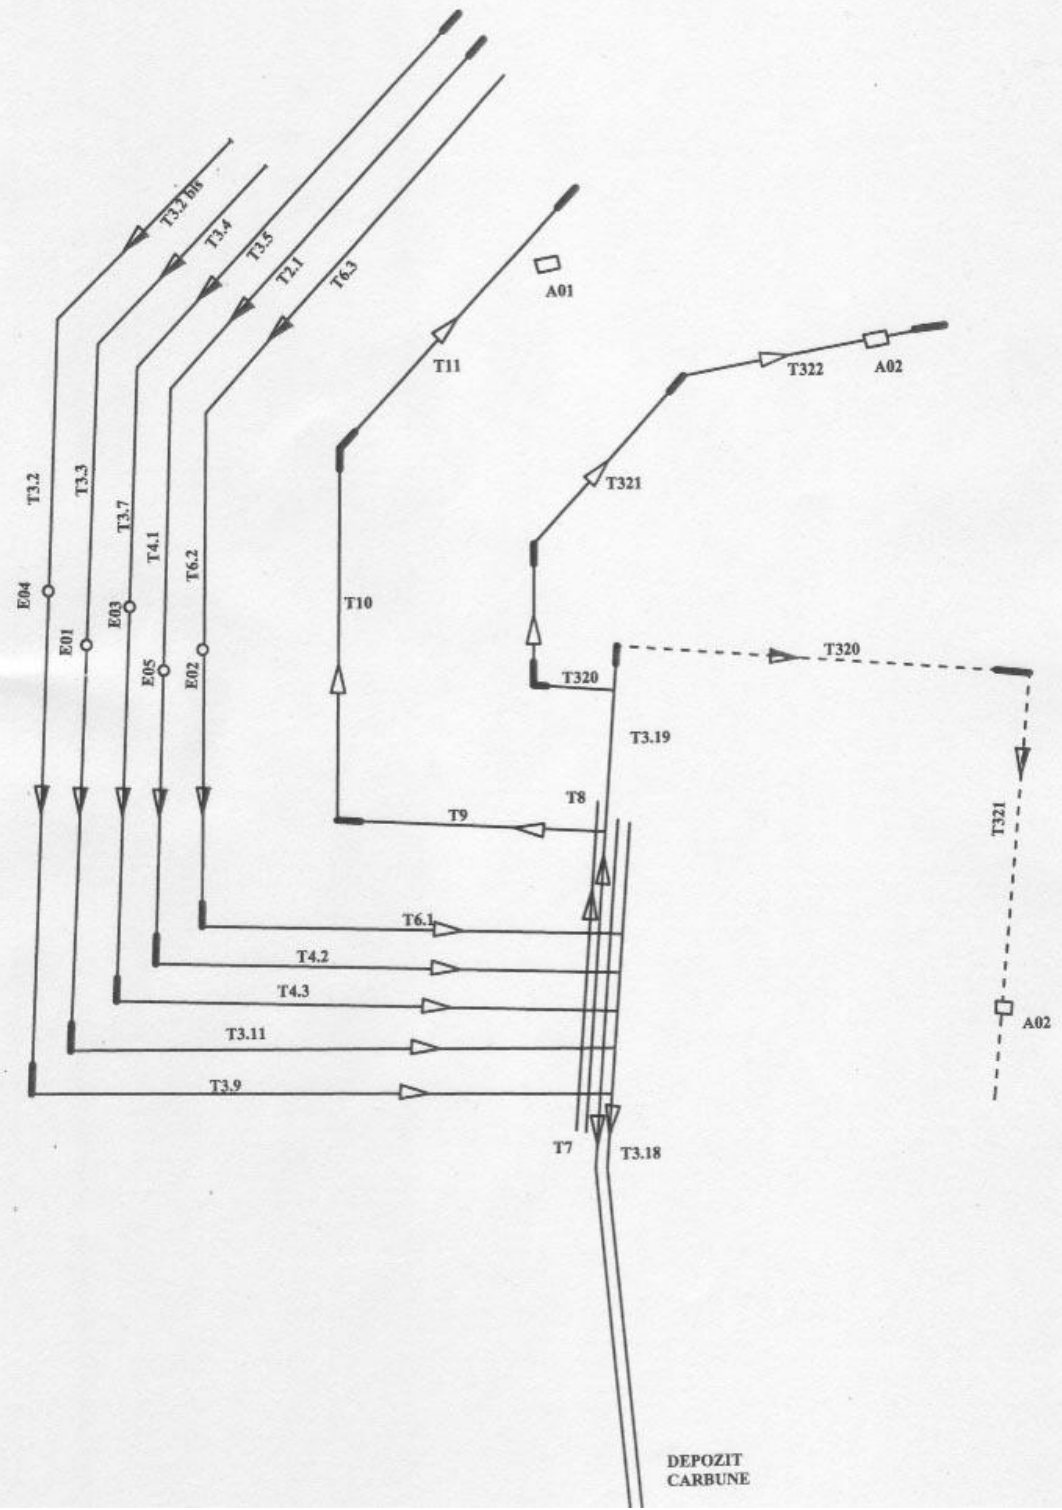 T3.2 bis
T3.4
T3.5
T2.1
T6.3
A01
T11
T322
A02
T3.2
T3.3
T3.7
T4.1
T6.2
T321
E04
E01
E03
E05
E02
T10
T320
T320
T3.19
T8
T9
T321
T6.1
T4.2
T4.3
A02
T3.11
T3.9
T7
T3.18
DEPOZIT
CARBUNE